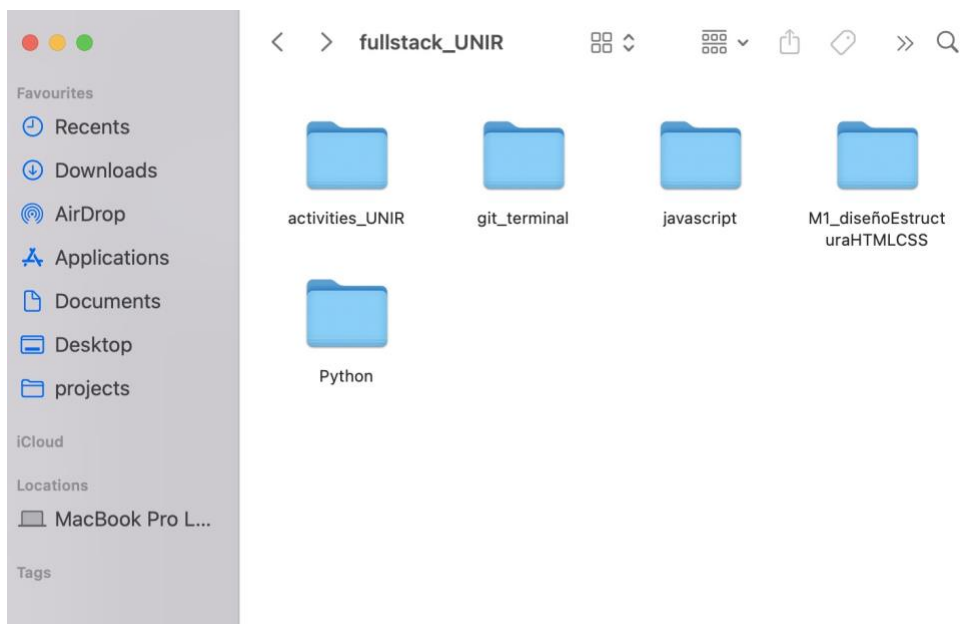 fullstack_UNIR
Favourites
Recents
Downloads
AirDrop
Applications
Documents
Desktop
projects
iCloud
Locations
MacBook Pro L...
Tags
activities_UNIR
git_terminal
javascript
M1_diseñoEstruct
uraHTMLCSS
Python